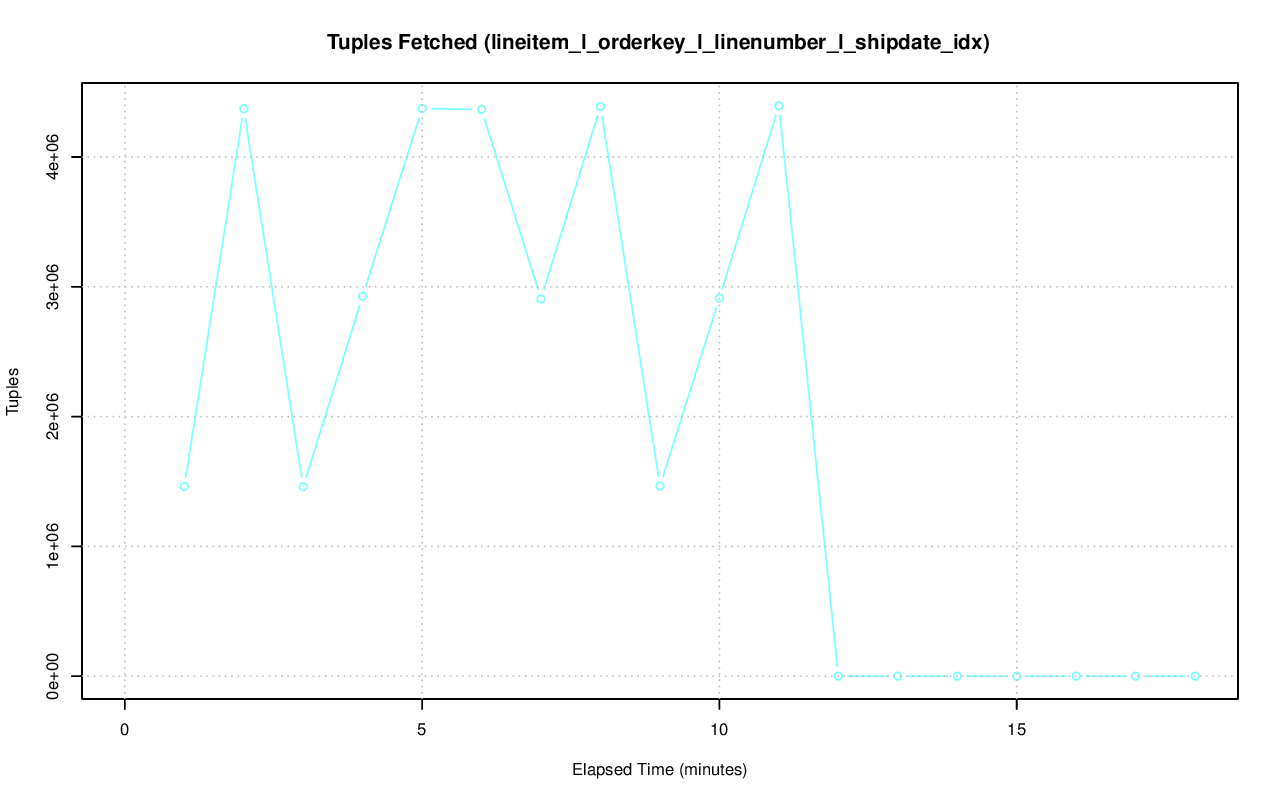 Tuples Fetched (lineitem_l_orderkey_l_linenumber_l_shipdate_idx)
4e+06
3e+06
2e+06
1e+06
0e+00
Tuples
0 5 10 15
Elapsed Time (minutes)